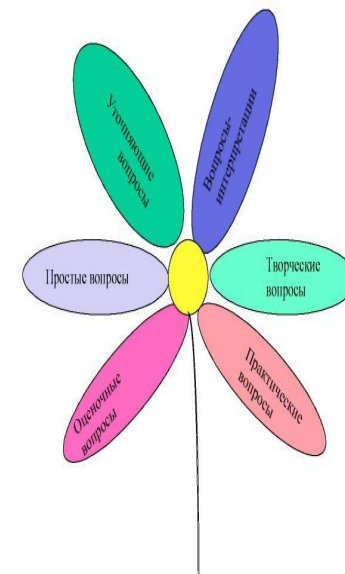 Уточняющие
вопросы
Вопросы-
интерпретации
Простые вопросы
Творческие
вопросы
Оценочные
вопросы
Практические
вопросы